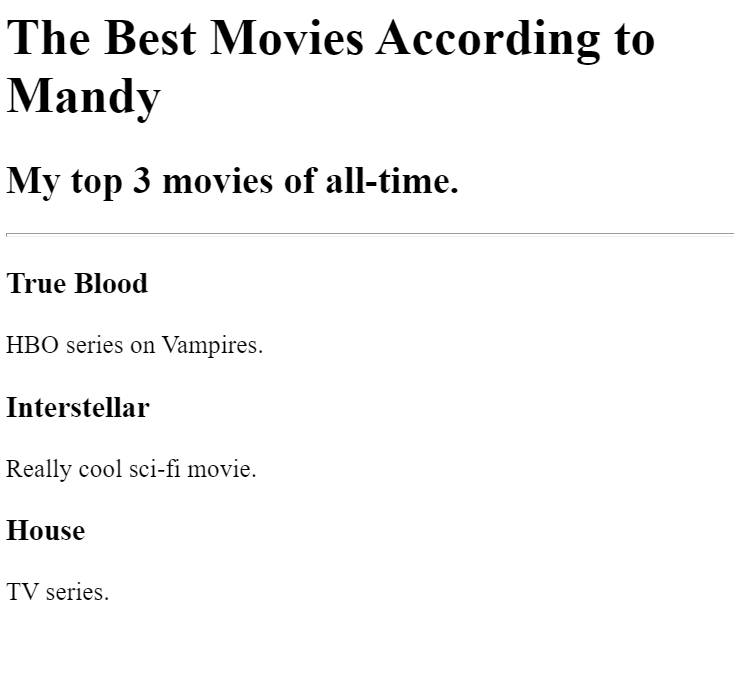 The Best Movies According to
Mandy
My top 3 movies of all-time.
True Blood
HBO series on Vampires.
Interstellar
Really cool sci-fi movie.
House
TV series.